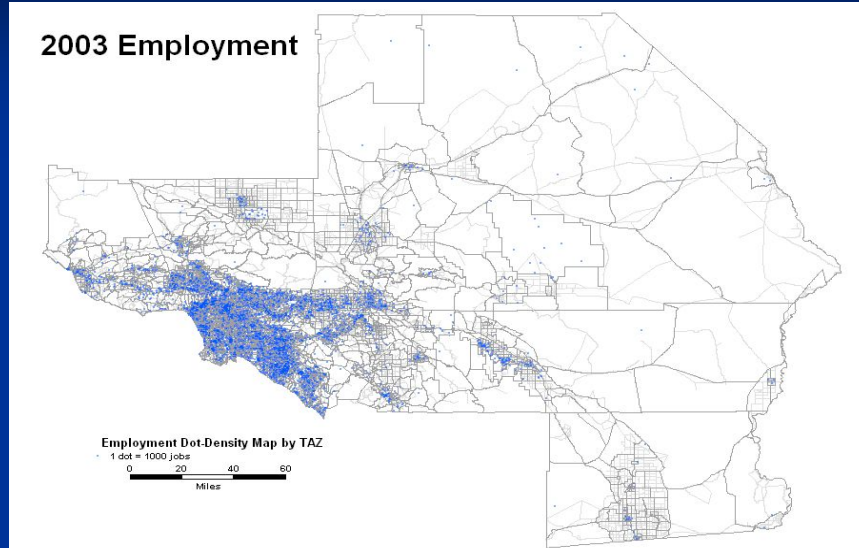 2003 Employment
Employment Dot-Density Map by TAZ
1 dot = 1000 jobs
0 20 40 60
Miles